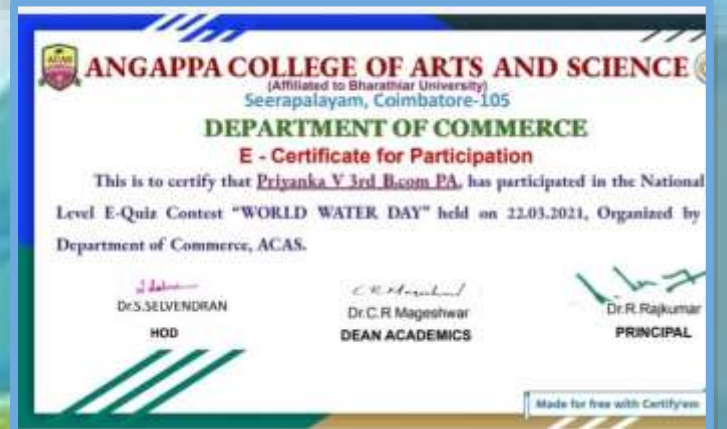 ANGAPPA COLLEGE OF ARTS AND SCIENCE
(Affiliated to Bharathiar University)
Seerapalayam, Coimbatore-105
DEPARTMENT OF COMMERCE
E - Certificate for Participation
This is to certify that Priyanka V 3rd B.com PA, has participated in the National
Level E-Quiz Contest “WORLD WATER DAY” held on 22.03.2021, Organized by
Department of Commerce, ACAS.
Dr.S.SELVENDRAN
HOD
Dr.C.R Mageshwar
DEAN ACADEMICS
Dr.R.Rajkumar
PRINCIPAL
Made for free with Certify'em